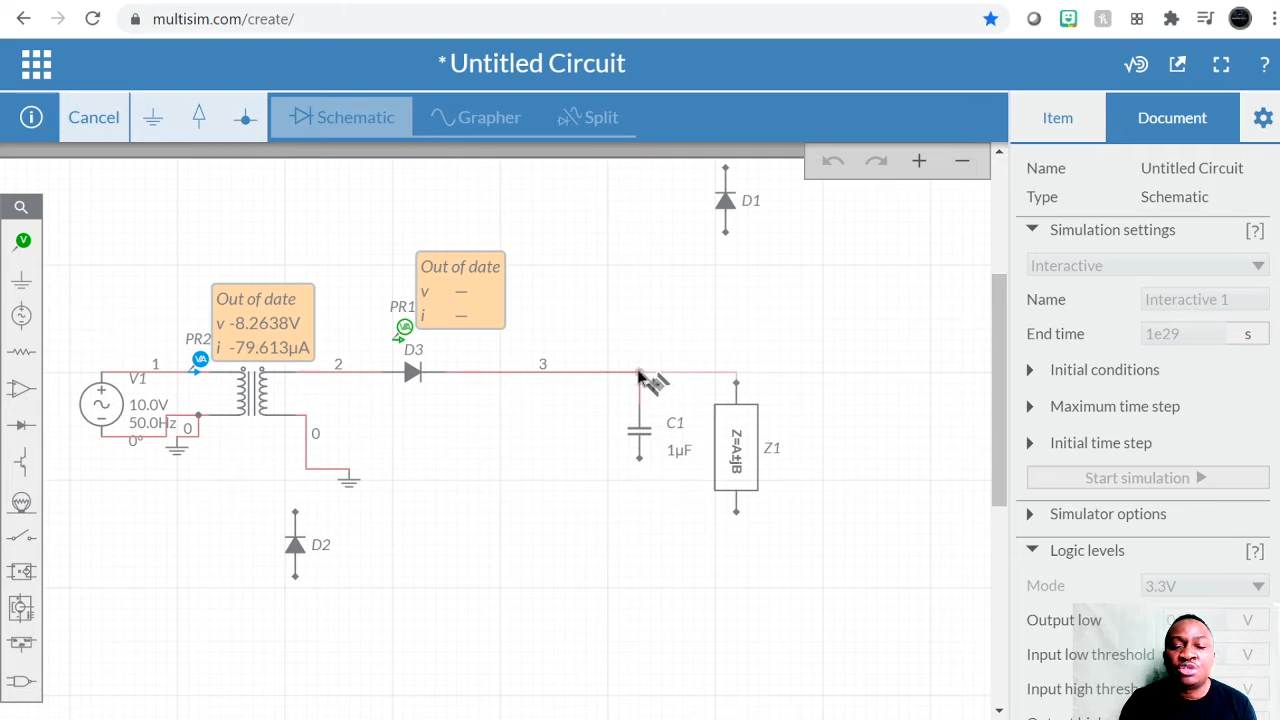 multisim.com/create/
* Untitled Circuit
?
Cancel
Schematic
Grapher
Split
Item
Document
Name Untitled Circuit
Type Schematic
Simulation settings [?]
Interactive
Name Interactive 1
End time 1e29 s
Initial conditions
Maximum time step
Initial time step
Start simulation
Simulator options
Logic levels [?]
Mode 3.3V
Output low V
Input low threshold V
Input high thresh V
V
D1
Out of date
v —
i —
PR1
VA
D3
Out of date
v -8.2638V
i -79.613µA
PR2
VA
1
2
3
V1
10.0V
50.0Hz
0°
0
0
C1
1µF
Z=A±jB
Z1
D2